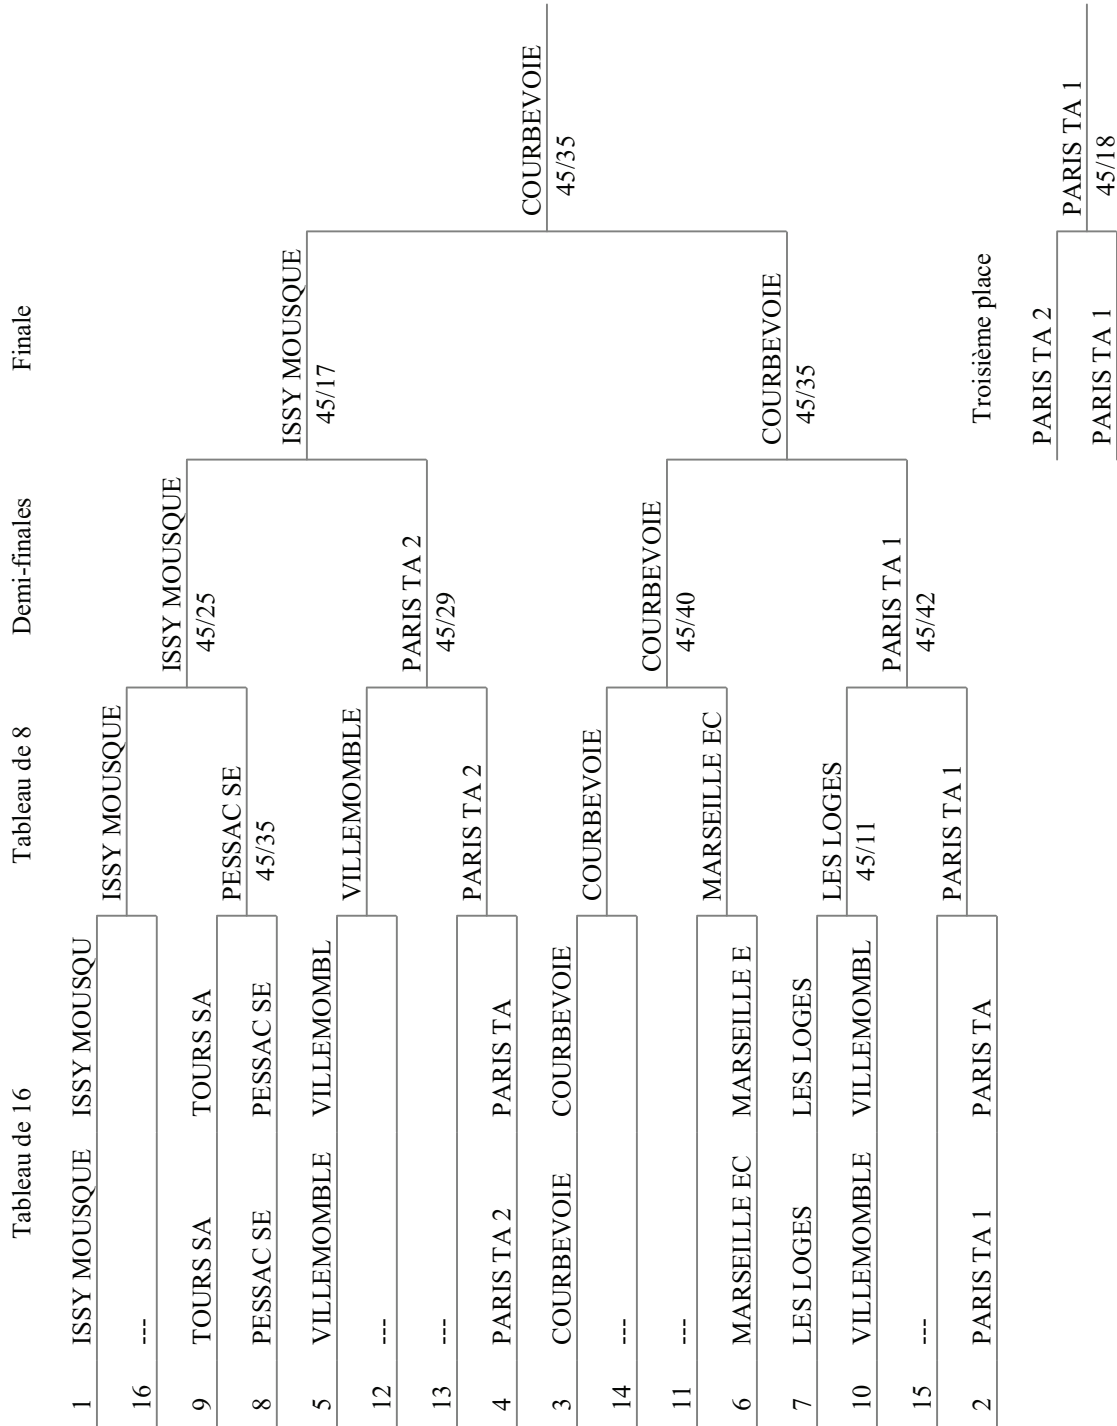 Tableau de 16
Tableau de 8
Demi-finales
Finale
1 ISSY MOUSQUE ISSY MOUSQU
16 ---
9 TOURS SA TOURS SA
8 PESSAC SE PESSAC SE
5 VILLEMOMBLE VILLEMOMBL
12 ---
13 ---
4 PARIS TA 2 PARIS TA
3 COURBEVOIE COURBEVOIE
14 ---
11 ---
6 MARSEILLE EC MARSEILLE E
7 LES LOGES LES LOGES
10 VILLEMOMBLE VILLEMOMBL
15 ---
2 PARIS TA 1 PARIS TA
ISSY MOUSQUE
PESSAC SE
45/35
VILLEMOMBLE
PARIS TA 2
COURBEVOIE
MARSEILLE EC
LES LOGES
45/11
PARIS TA 1
ISSY MOUSQUE
45/25
PARIS TA 2
45/29
COURBEVOIE
45/40
PARIS TA 1
45/42
ISSY MOUSQUE
45/17
COURBEVOIE
45/35
COURBEVOIE
45/35
Troisième place
PARIS TA 2
PARIS TA 1
PARIS TA 1
45/18